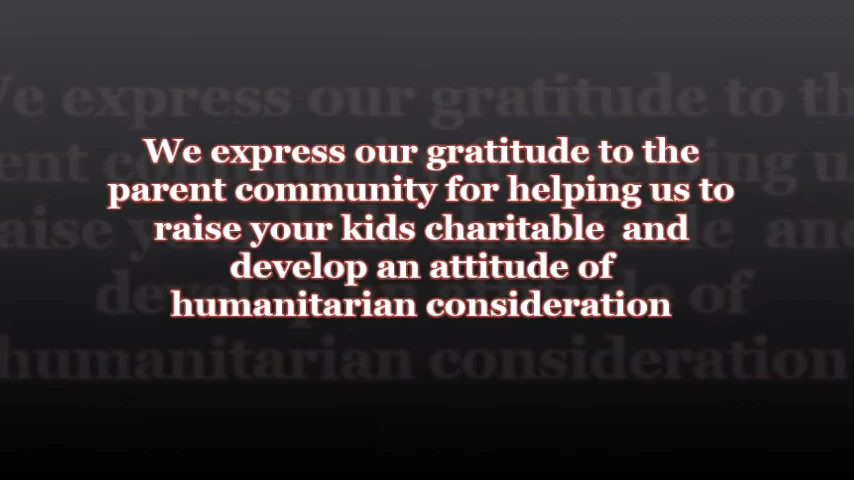 We express our gratitude to the
parent community for helping us to
raise your kids charitable  and
develop an attitude of
humanitarian consideration